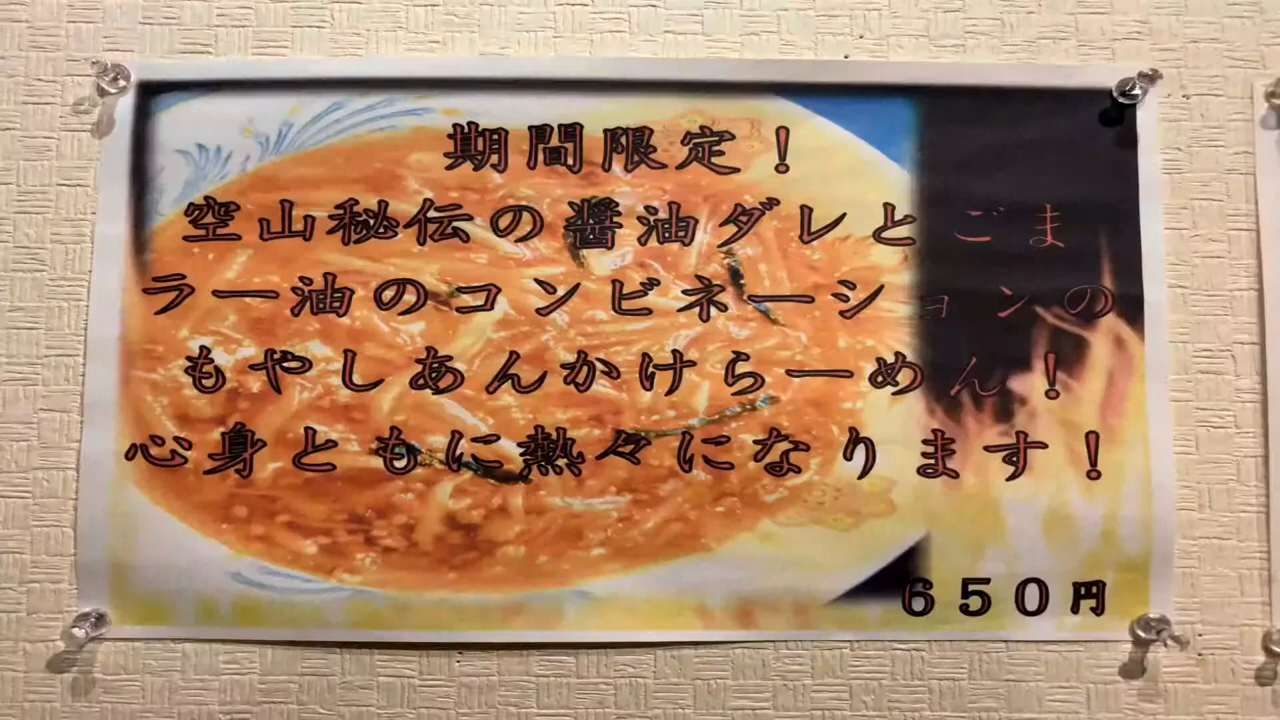 期間限定！
空山秘伝の醤油ダレとごま
ラー油のコンビネーションの
もやしあんかけらーめん！
心身ともに熱々になります！
６５０円